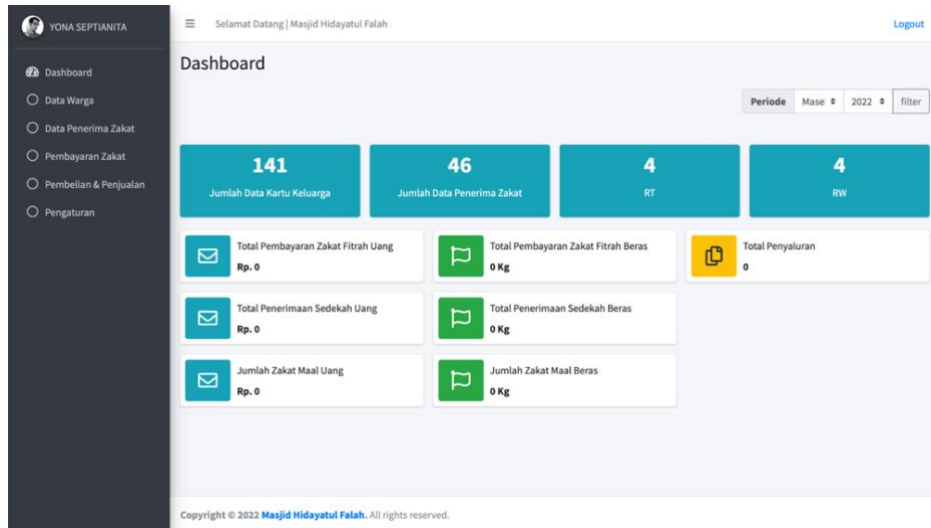 YONA SEPTIANITA
Selamat Datang | Masjid Hidayatul Falah
Logout
Dashboard
Data Warga
Data Penerima Zakat
Pembayaran Zakat
Pembelian & Penjualan
Pengaturan
Dashboard
Periode Mase 2022 filter
141
Jumlah Data Kartu Keluarga
46
Jumlah Data Penerima Zakat
4
RT
4
RW
Total Pembayaran Zakat Fitrah Uang
Rp. 0
Total Pembayaran Zakat Fitrah Beras
0 Kg
Total Penyaluran
0
Total Penerimaan Sedekah Uang
Rp. 0
Total Penerimaan Sedekah Beras
0 Kg
Jumlah Zakat Maal Uang
Rp. 0
Jumlah Zakat Maal Beras
0 Kg
Copyright © 2022 Masjid Hidayatul Falah. All rights reserved.